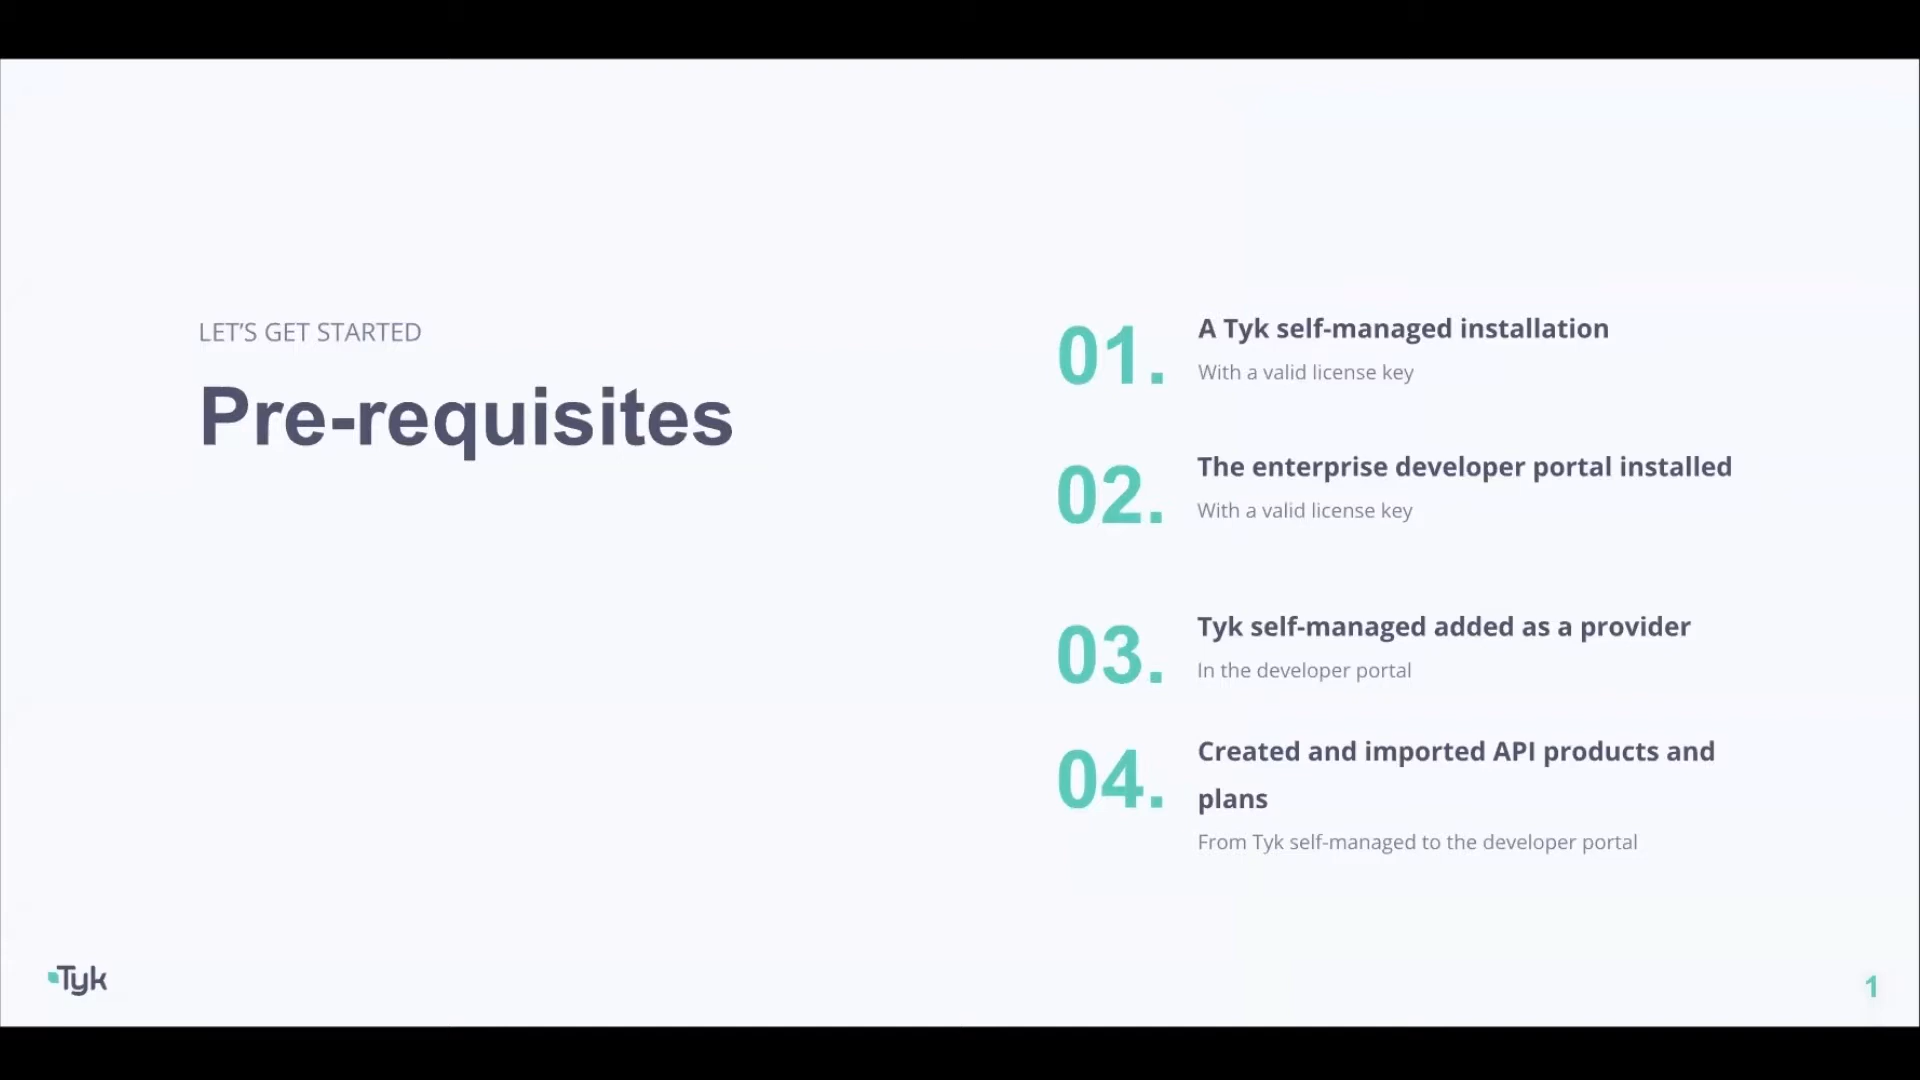 LET'S GET STARTED
Pre-requisites
01.
A Tyk self-managed installation
With a valid license key
02.
The enterprise developer portal installed
With a valid license key
03.
Tyk self-managed added as a provider
In the developer portal
04.
Created and imported API products and
plans
From Tyk self-managed to the developer portal
Tyk
1